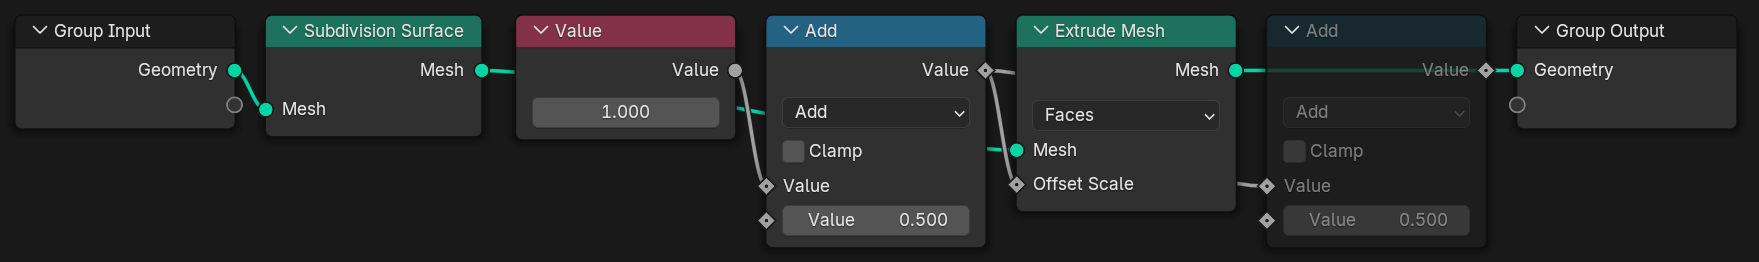 Group Input
Geometry
Subdivision Surface
Mesh
Mesh
Value
Value
1.000
Add
Value
Add
Clamp
Value
Value 0.500
Extrude Mesh
Mesh
Faces
Mesh
Offset Scale
Add
Value
Add
Clamp
Value
Value 0.500
Group Output
Geometry